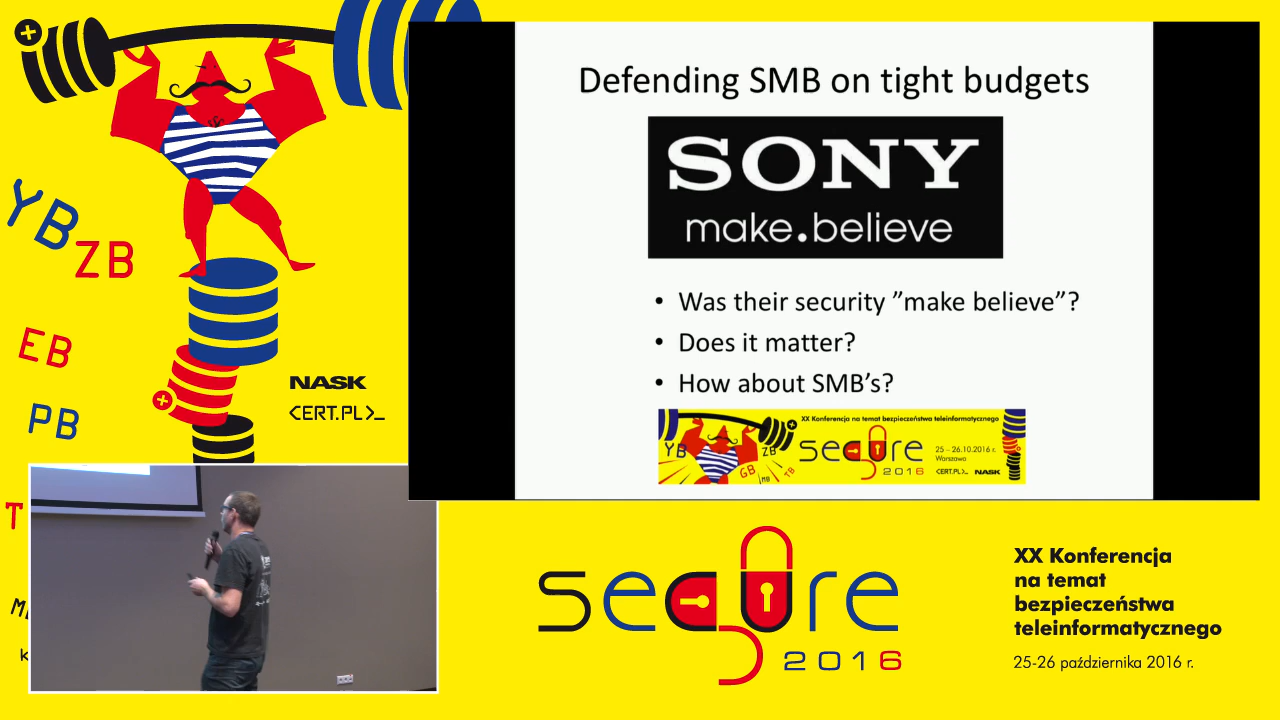 YB
ZB
EB
PB
NASK
<CERT.PL>_
T
Defending SMB on tight budgets
SONY
make.believe
• Was their security ”make believe”?
• Does it matter?
• How about SMB’s?
XX Konferencja na temat bezpieczeństwa teleinformatycznego
YB
ZB
GB
MB
TB
secure
2016
25 - 26.10.2016 r.
Warszawa
<CERT.PL>_
NASK
secure
2016
XX Konferencja
na temat
bezpieczeństwa
teleinformatycznego
25-26 października 2016 r.